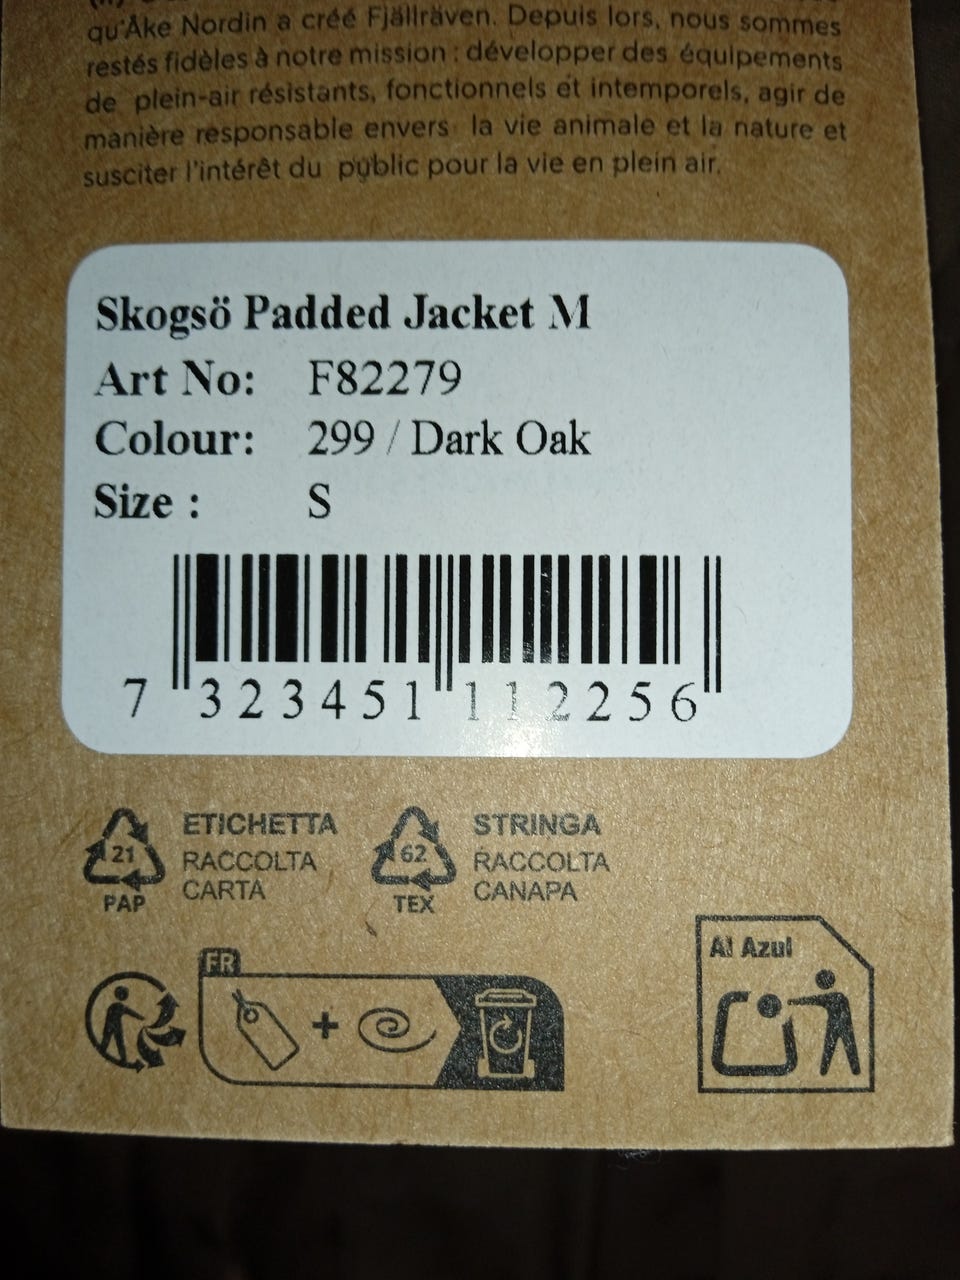 qu'Åke Nordin a créé Fjällräven. Depuis lors, nous sommes
restés fidèles à notre mission : développer des équipements
de plein-air résistants, fonctionnels et intemporels, agir de
manière responsable envers la vie animale et la nature et
susciter l'intérêt du public pour la vie en plein air.
Skogsö Padded Jacket M
Art No: F82279
Colour: 299 / Dark Oak
Size : S
7 323451 112256
21
PAP
ETICHETTA
RACCOLTA
CARTA
62
TEX
STRINGA
RACCOLTA
CANAPA
FR
Al Azul